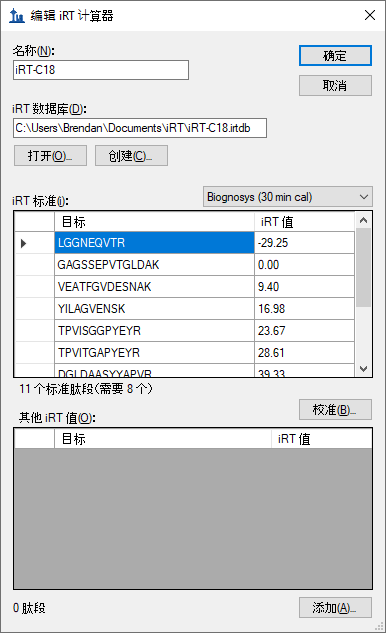 编辑 iRT 计算器
名称(N):
确定
iRT-C18
取消
iRT 数据库(D):
C:\Users\Brendan\Documents\iRT\iRT-C18.irtdb
打开(O)... 创建(C)...
iRT 标准(i): Biognosys (30 min cal)
目标 iRT 值
LGGNEQVTR -29.25
GAGSSEPVTGLDAK 0.00
VEATFGVDESNAK 9.40
YILAGVENSK 16.98
TPVISGGPYEYR 23.67
TPVITGAPYEYR 28.61
DGLDAASYYAPVR 39.33
11 个标准肽段(需要 8 个)
其他 iRT 值(O): 校准(B)...
目标 iRT 值
0 肽段 添加(A)...